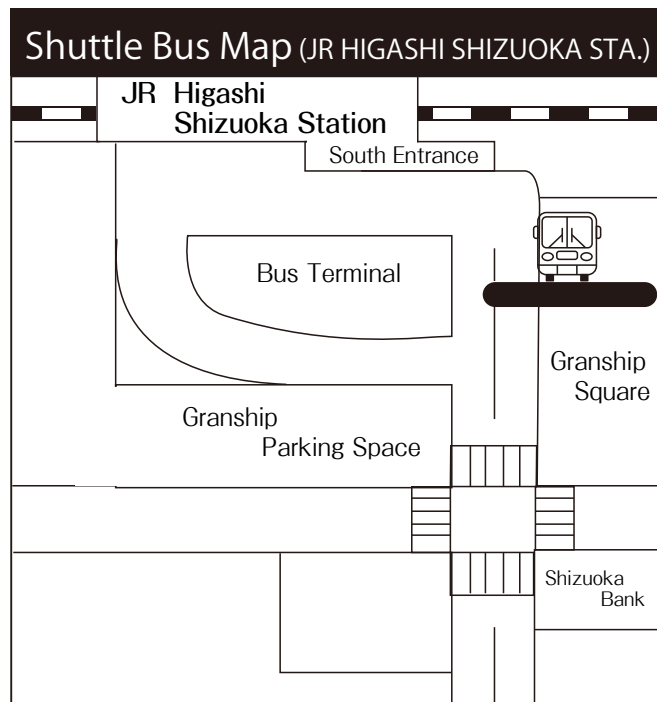 Shuttle Bus Map (JR HIGASHI SHIZUOKA STA.)
JR Higashi
Shizuoka Station
South Entrance
Bus Terminal
Granship
Square
Granship
Parking Space
Shizuoka
Bank